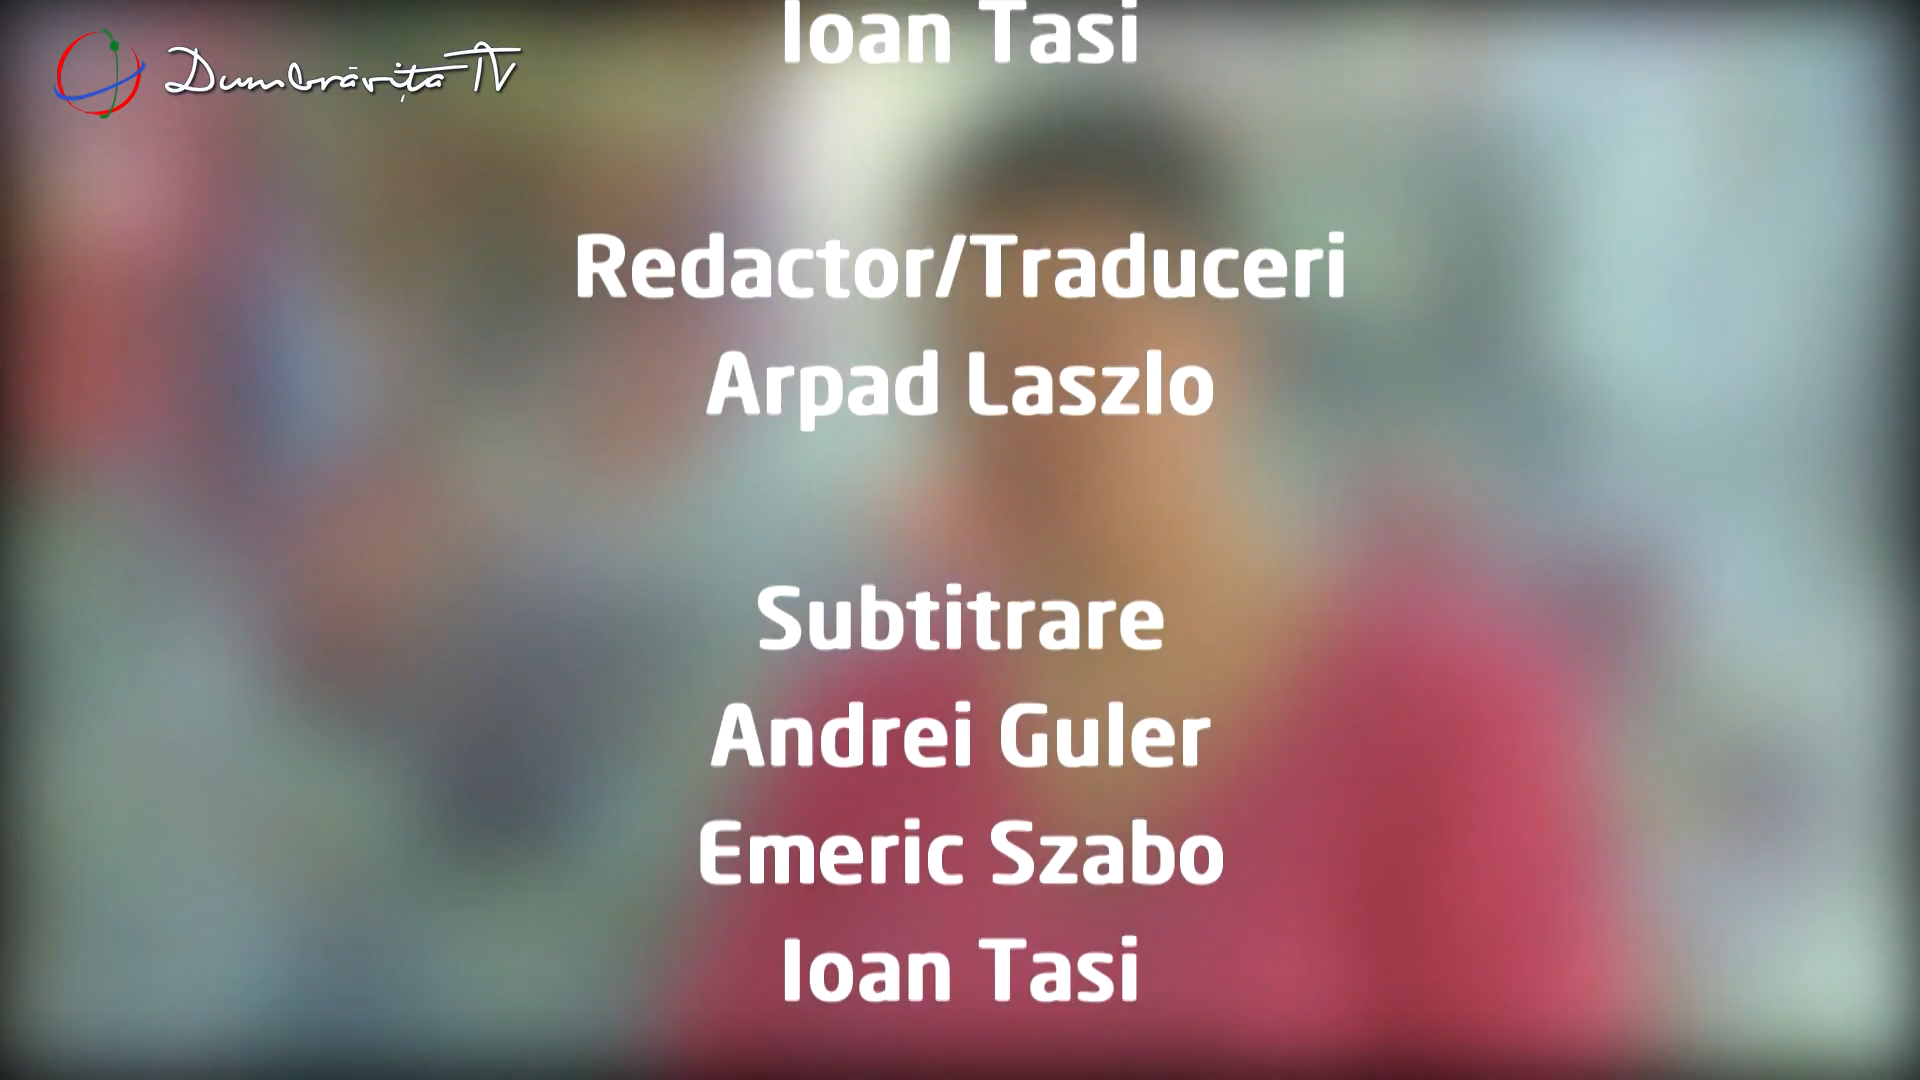 Ioan Tasi
Dumbrăvița TV
Redactor/Traduceri
Arpad Laszlo
Subtitrare
Andrei Guler
Emeric Szabo
Ioan Tasi